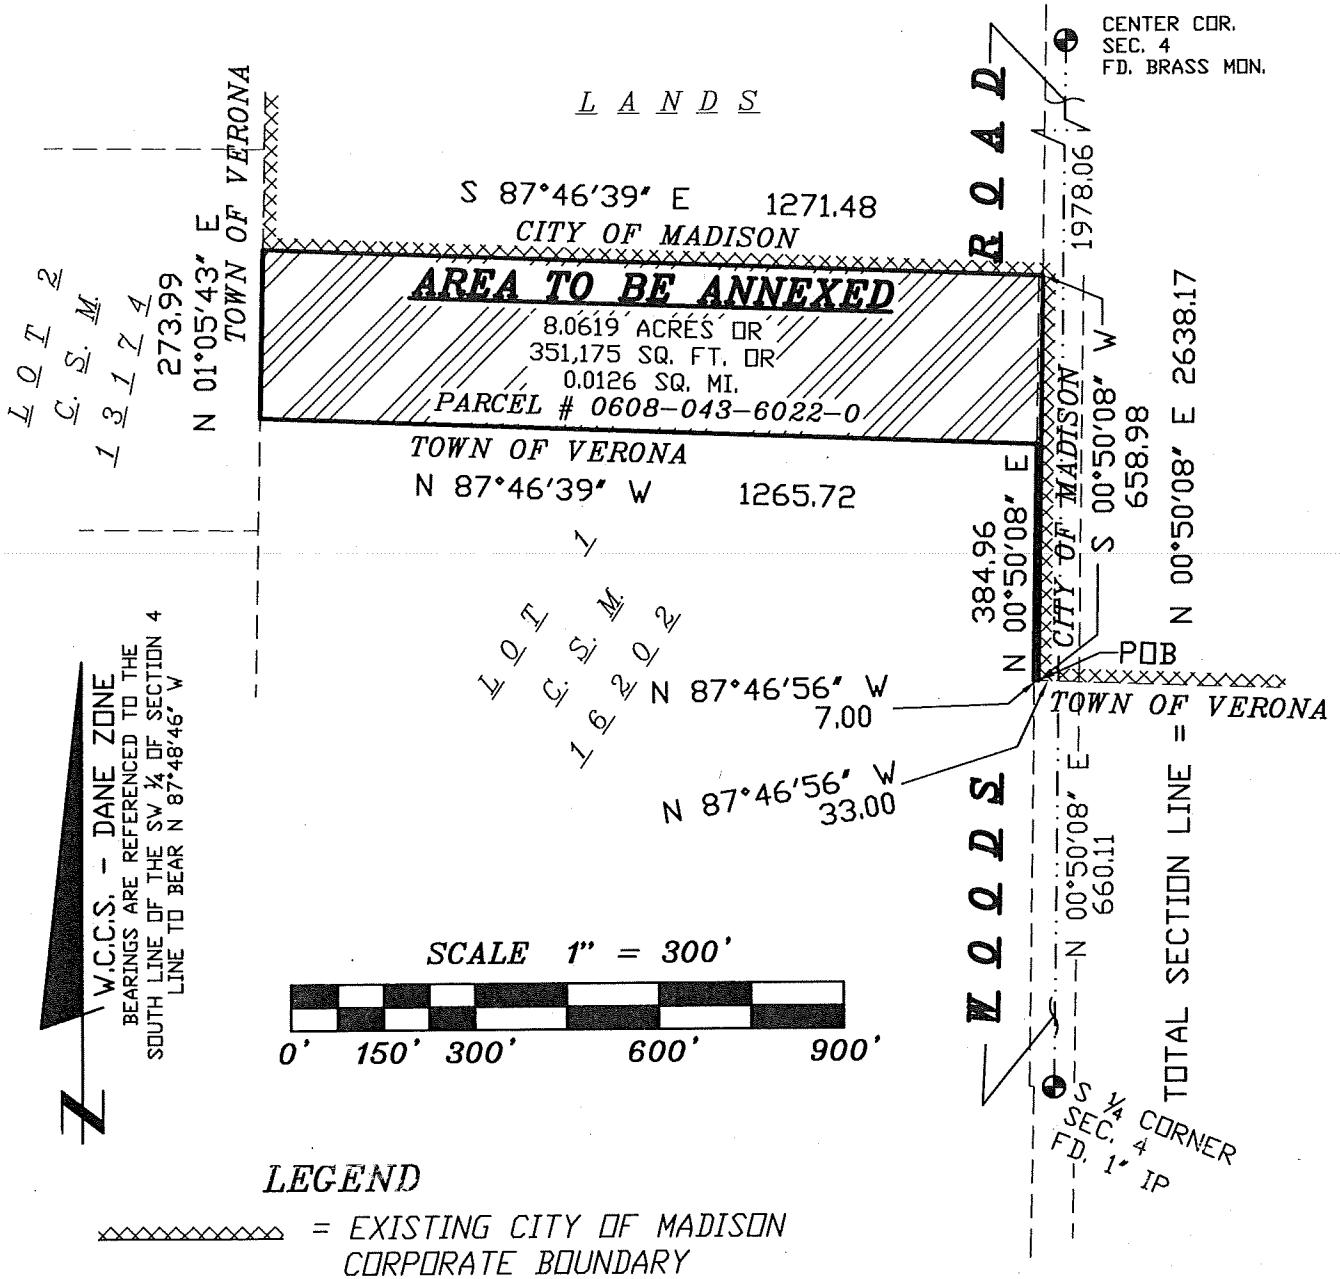 CENTER COR.
SEC. 4
FD. BRASS MON.
LANDS
ROAD
1978.06
TOWN OF VERONA
N 01°05'43" E
273.99
S 87°46'39" E 1271.48
CITY OF MADISON
LOT 2
C. S. M.
13174
AREA TO BE ANNEXED
8.0619 ACRES OR
351,175 SQ. FT. OR
0.0126 SQ. MI.
PARCEL # 0608-043-6022-0
TOWN OF VERONA
N 87°46'39" W 1265.72
CITY OF MADISON
S 00°50'08" W
658.98
384.96
N 00°50'08" E
LOT 1
C. S. M.
16202
POB
N 87°46'56" W
7.00
TOWN OF VERONA
N 87°46'56" W
33.00
WOODS
N 00°50'08" E
660.11
TOTAL SECTION LINE = N 00°50'08" E 2638.17
W.C.C.S. - DANE ZONE
BEARINGS ARE REFERENCED TO THE
SOUTH LINE OF THE SW ¼ OF SECTION 4
LINE TO BEAR N 87°48'46" W
N
SCALE 1" = 300'
0' 150' 300' 600' 900'
S ¼ CORNER
SEC. 4
FD. 1" IP
LEGEND
= EXISTING CITY OF MADISON
CORPORATE BOUNDARY